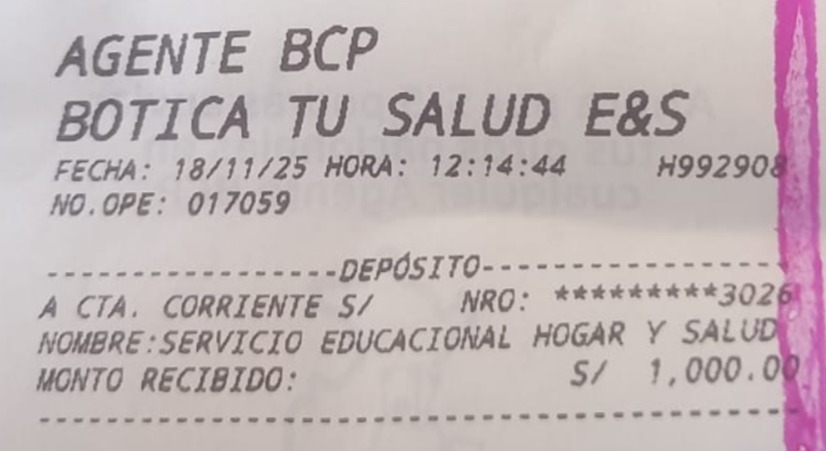 AGENTE BCP
BOTICA TU SALUD E&S
FECHA: 18/11/25 HORA: 12:14:44 H992908
NO.OPE: 017059
-----------------DEPÓSITO-----------------
A CTA. CORRIENTE S/ NRO: *********3026
NOMBRE:SERVICIO EDUCACIONAL HOGAR Y SALUD
MONTO RECIBIDO: S/ 1,000.00
------------------------------------------